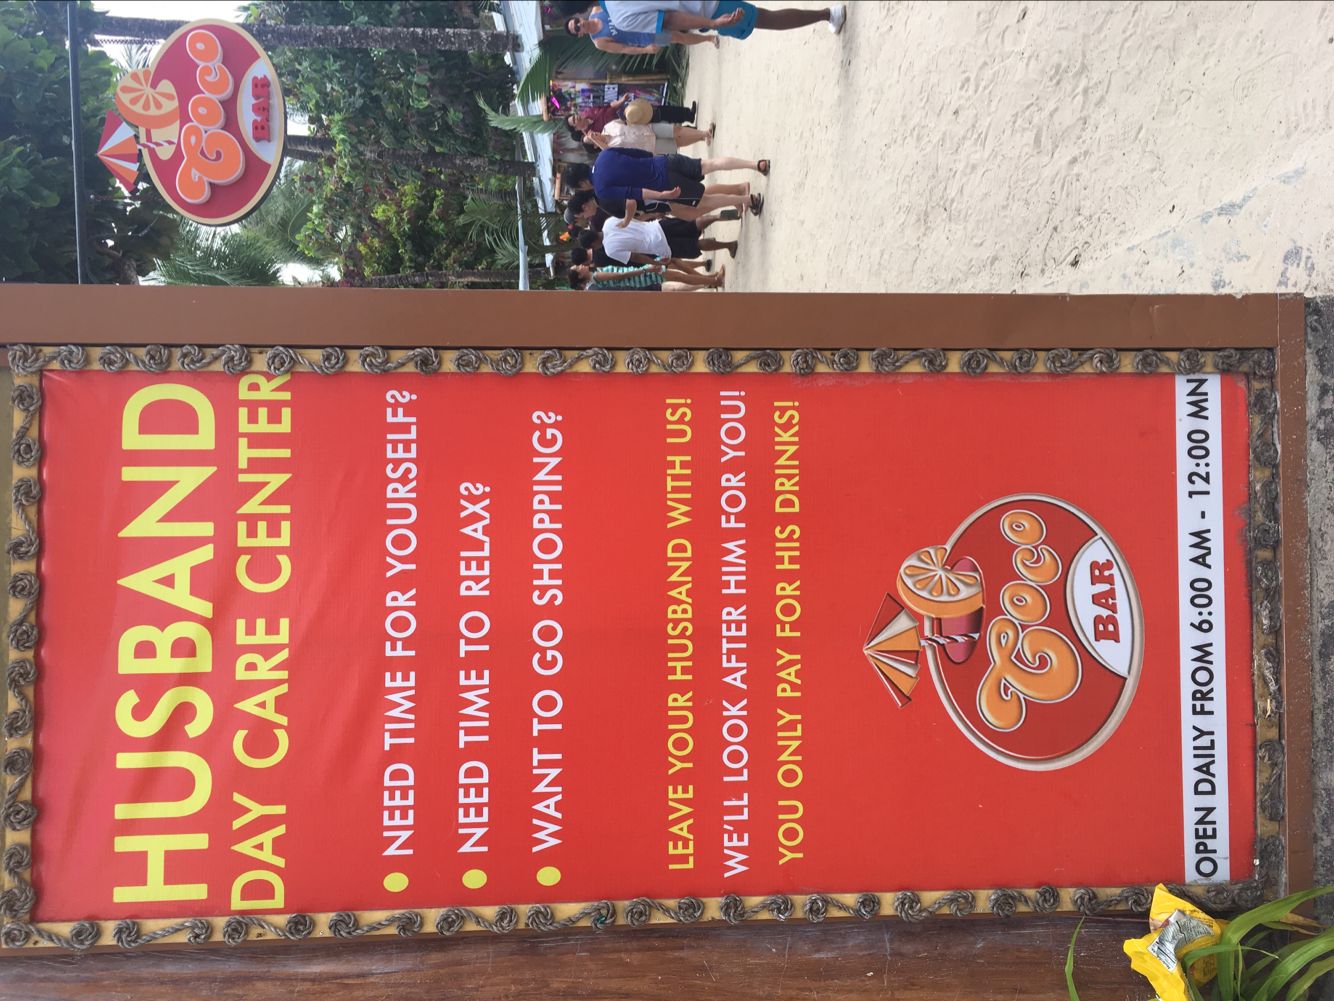 HUSBAND
DAY CARE CENTER
NEED TIME FOR YOURSELF?
NEED TIME TO RELAX?
WANT TO GO SHOPPING?
LEAVE YOUR HUSBAND WITH US!
WE'LL LOOK AFTER HIM FOR YOU!
YOU ONLY PAY FOR HIS DRINKS!
Coco
BAR
OPEN DAILY FROM 6:00 AM - 12:00 MN
Coco
BAR